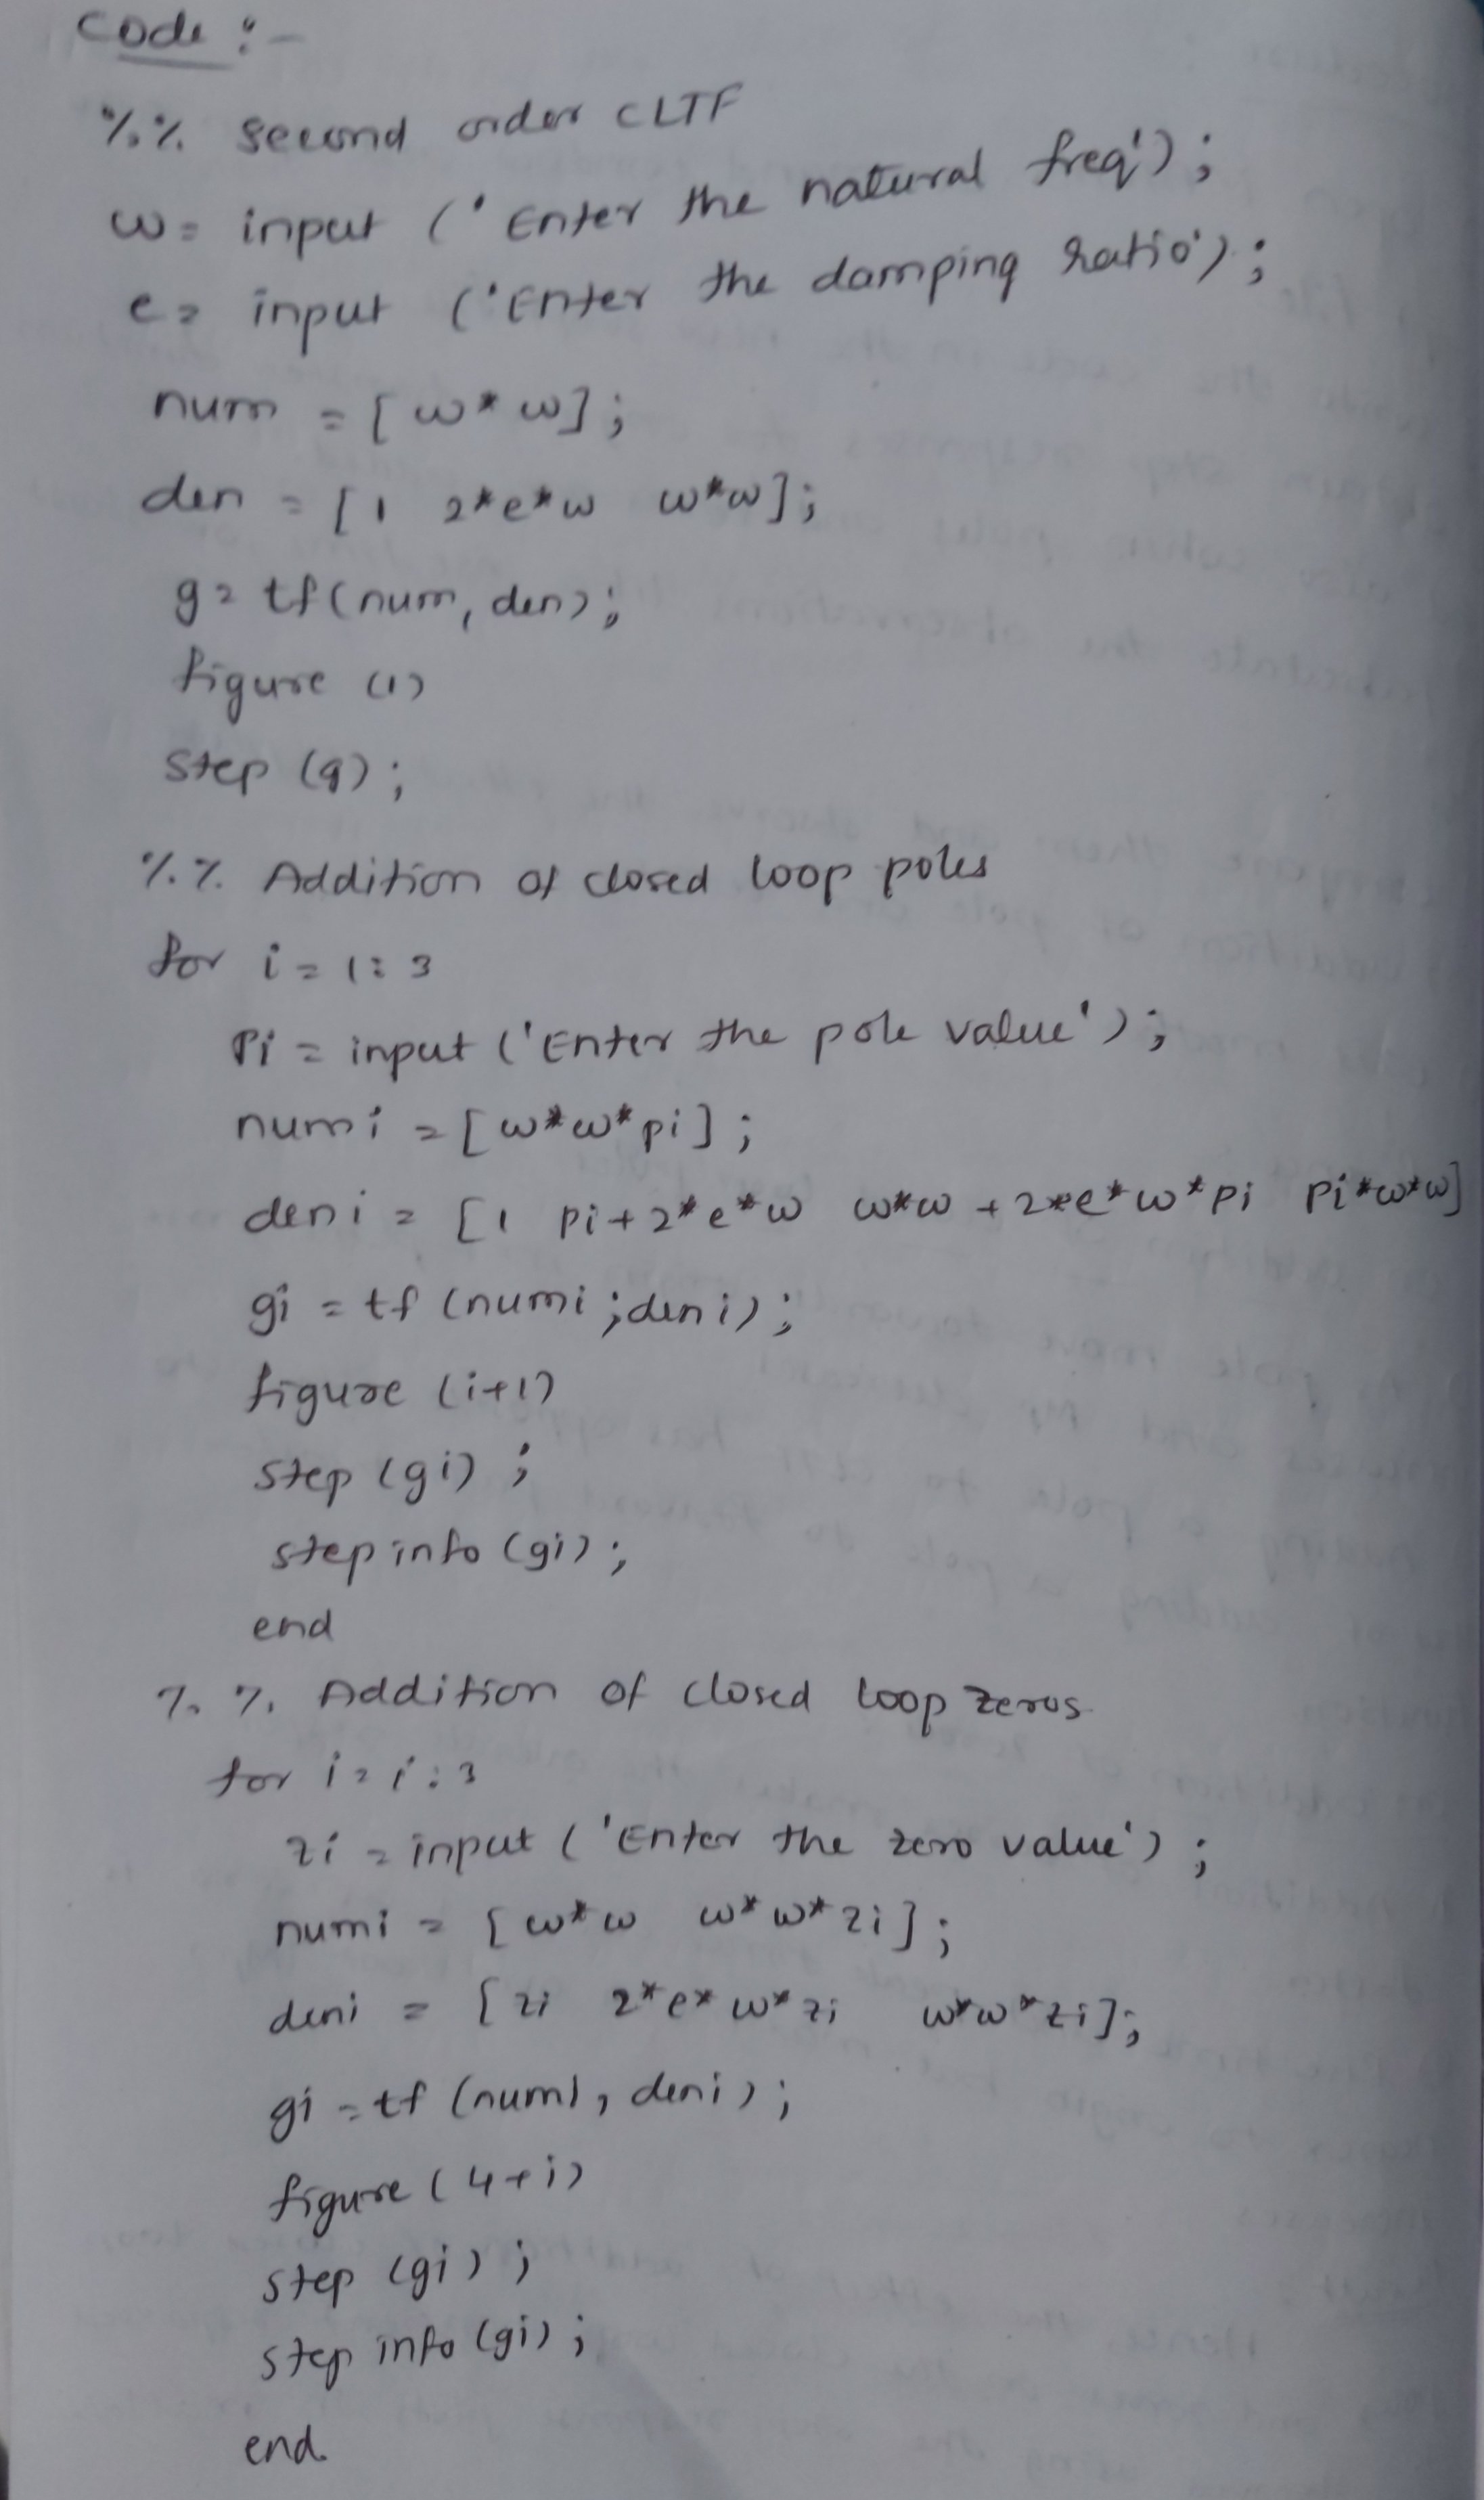 Code :-
%% Second order CLTF
w= input ('Enter the natural freq');
e= input ('Enter the damping ratio');
num = [w*w];
den = [1 2*e*w w*w];
g= tf(num, den);
figure (1)
step (g);
%% Addition of closed loop poles
for i=1:3
Pi = input ('Enter the pole value');
numi = [w*w*pi];
deni = [1 pi+2*e*w w*w+2*e*w*pi pi*w*w]
gi = tf (numi;deni);
figure (i+1)
step (gi);
stepinfo (gi);
end
%% Addition of closed loop zeros
for i=i:3
zi = input ('Enter the zero value');
numi = [w*w w*w*zi];
deni = [zi 2*e*w*zi w*w*zi];
gi = tf (numi, deni);
figure (4+i)
step (gi);
step info (gi);
end.